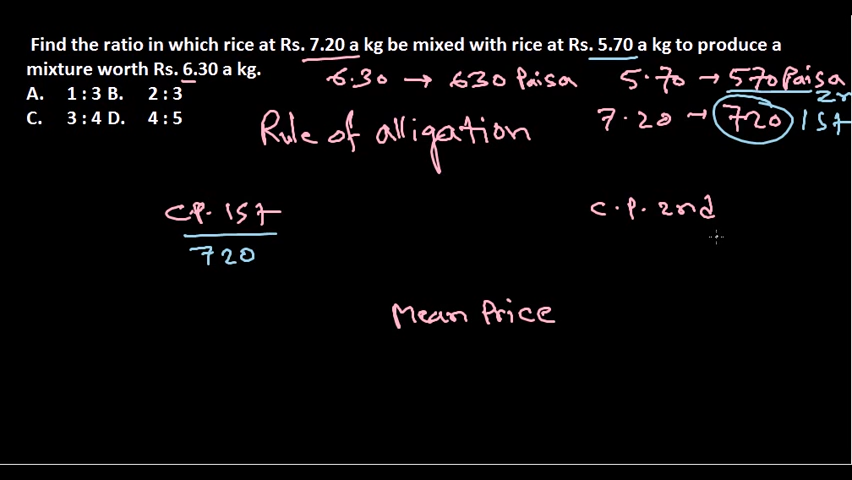 Find the ratio in which rice at Rs. 7.20 a kg be mixed with rice at Rs. 5.70 a kg to produce a
mixture worth Rs. 6.30 a kg.
A. 1 : 3 B. 2 : 3
C. 3 : 4 D. 4 : 5
6.30 → 630 Paisa
5.70 → 570 Paisa 2n
7.20 → 720 1st
Rule of alligation
C.P. 1st
720
C.P. 2nd
Mean Price